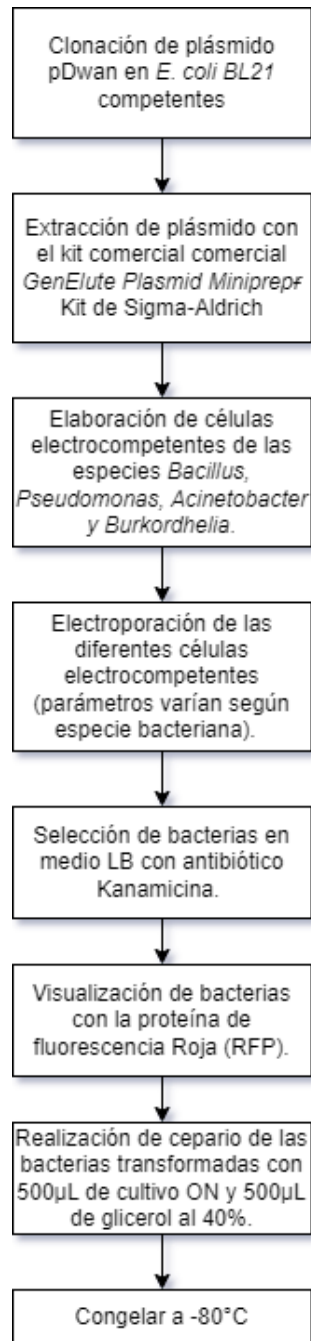 Clonación de plásmido
pDwan en E. coli BL21
competentes
Extracción de plásmido con
el kit comercial comercial
GenElute Plasmid Miniprepr
Kit de Sigma-Aldrich
Elaboración de células
electrocompetentes de las
especies Bacillus,
Pseudomonas, Acinetobacter
y Burkordhelia.
Electroporación de las
diferentes células
electrocompetentes
(parámetros varían según
especie bacteriana).
Selección de bacterias en
medio LB con antibiótico
Kanamicina.
Visualización de bacterias
con la proteína de
fluorescencia Roja (RFP).
Realización de cepario de las
bacterias transformadas con
500µL de cultivo ON y 500µL
de glicerol al 40%.
Congelar a -80°C